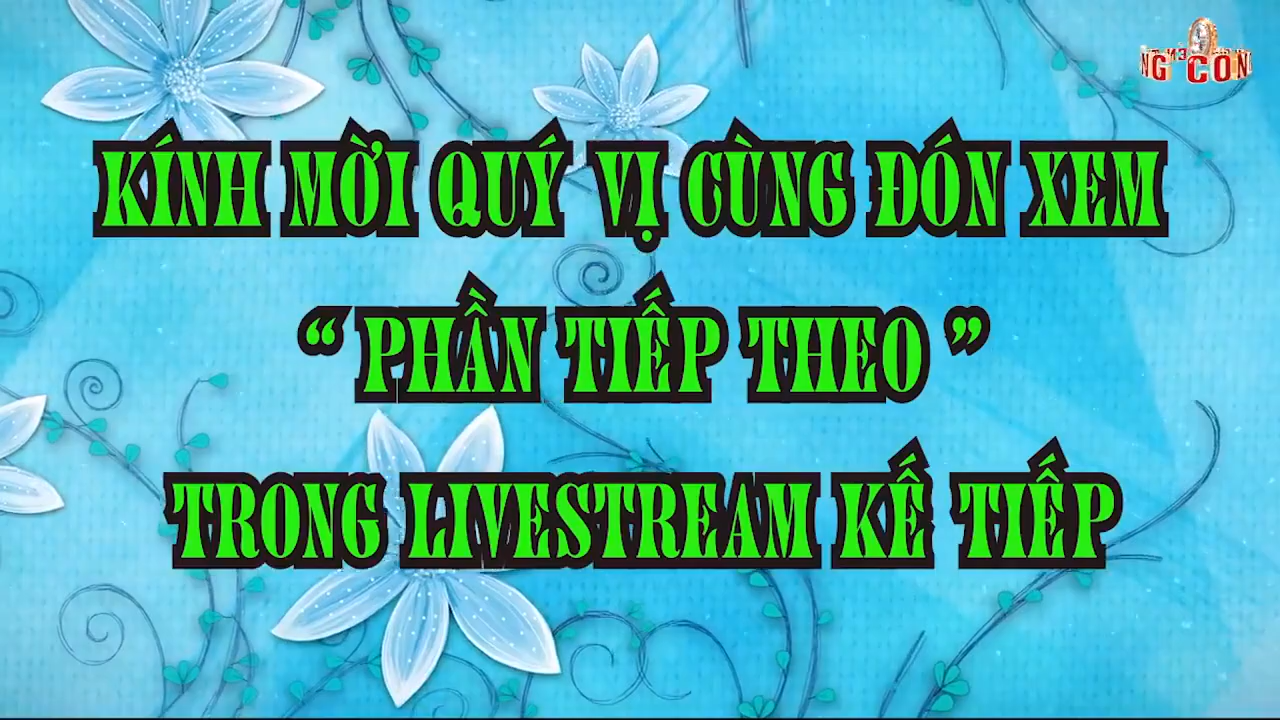 KÍNH MỜI QUÝ VỊ CÙNG ĐÓN XEM
“ PHẦN TIẾP THEO ”
TRONG LIVESTREAM KẾ TIẾP